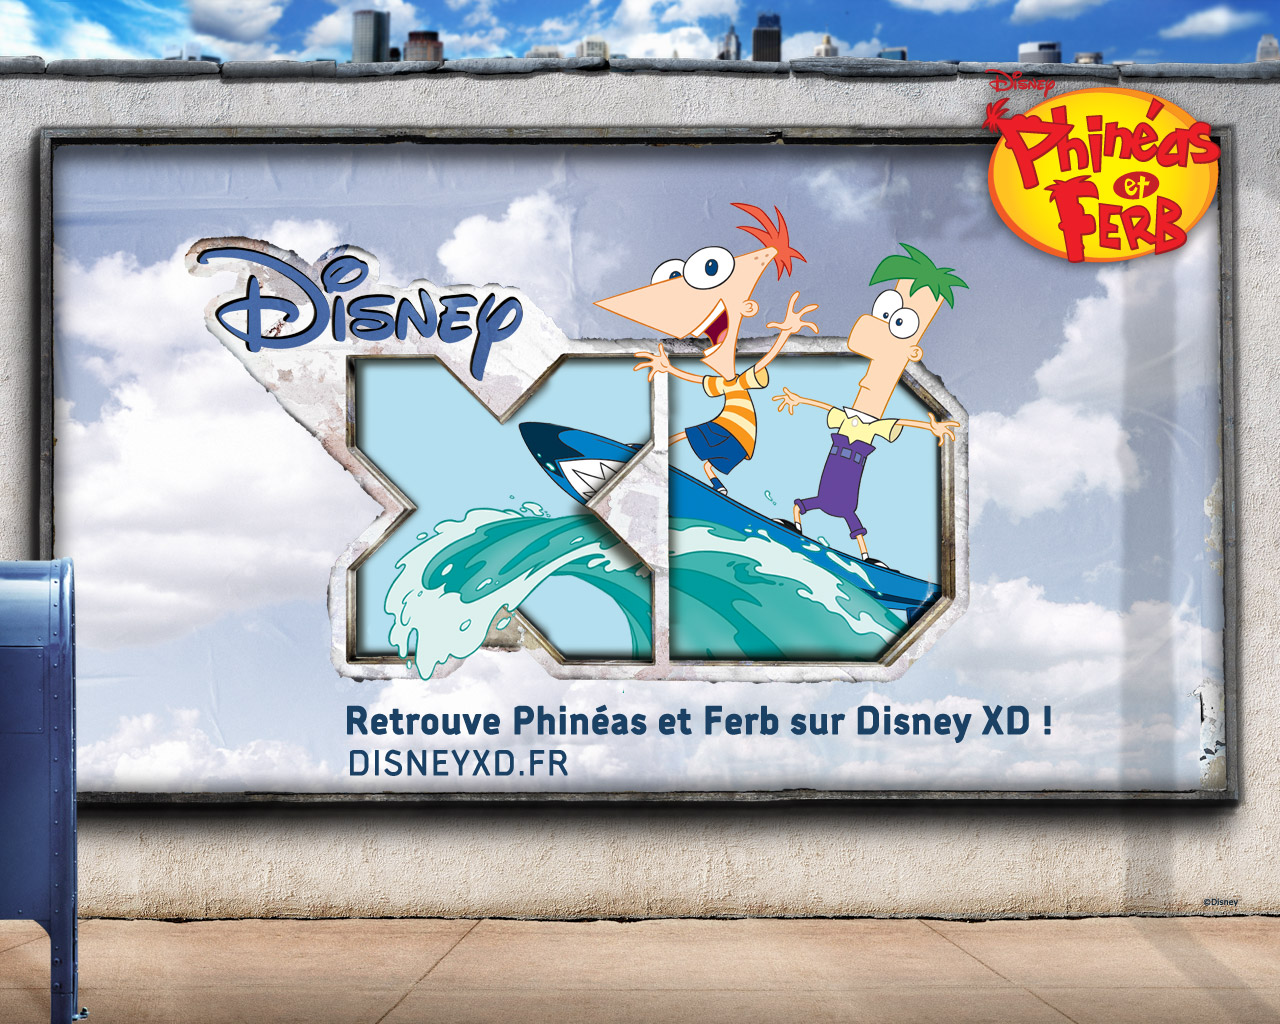 Disney
Phinéas
et
Ferb
Disney
XD
Retrouve Phinéas et Ferb sur Disney XD !
DISNEYXD.FR
©Disney